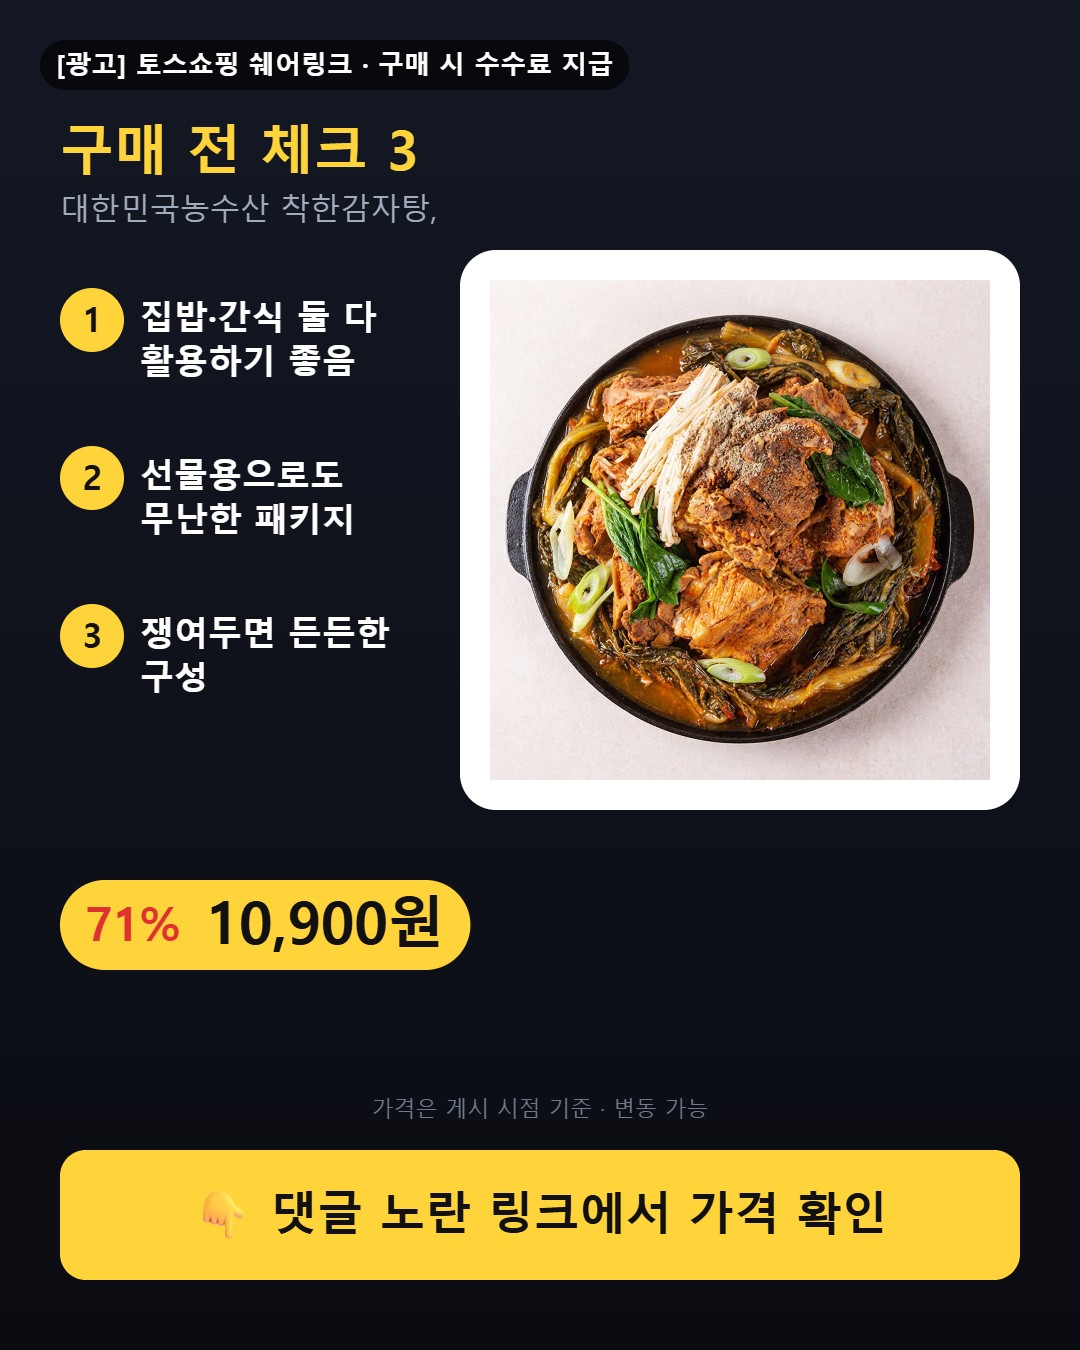 [광고] 토스쇼핑 쉐어링크 · 구매 시 수수료 지급
구매 전 체크 3
대한민국농수산 착한감자탕,
1 집밥·간식 둘 다
활용하기 좋음
2 선물용으로도
무난한 패키지
3 쟁여두면 든든한
구성
71% 10,900원
가격은 게시 시점 기준 · 변동 가능
👇 댓글 노란 링크에서 가격 확인